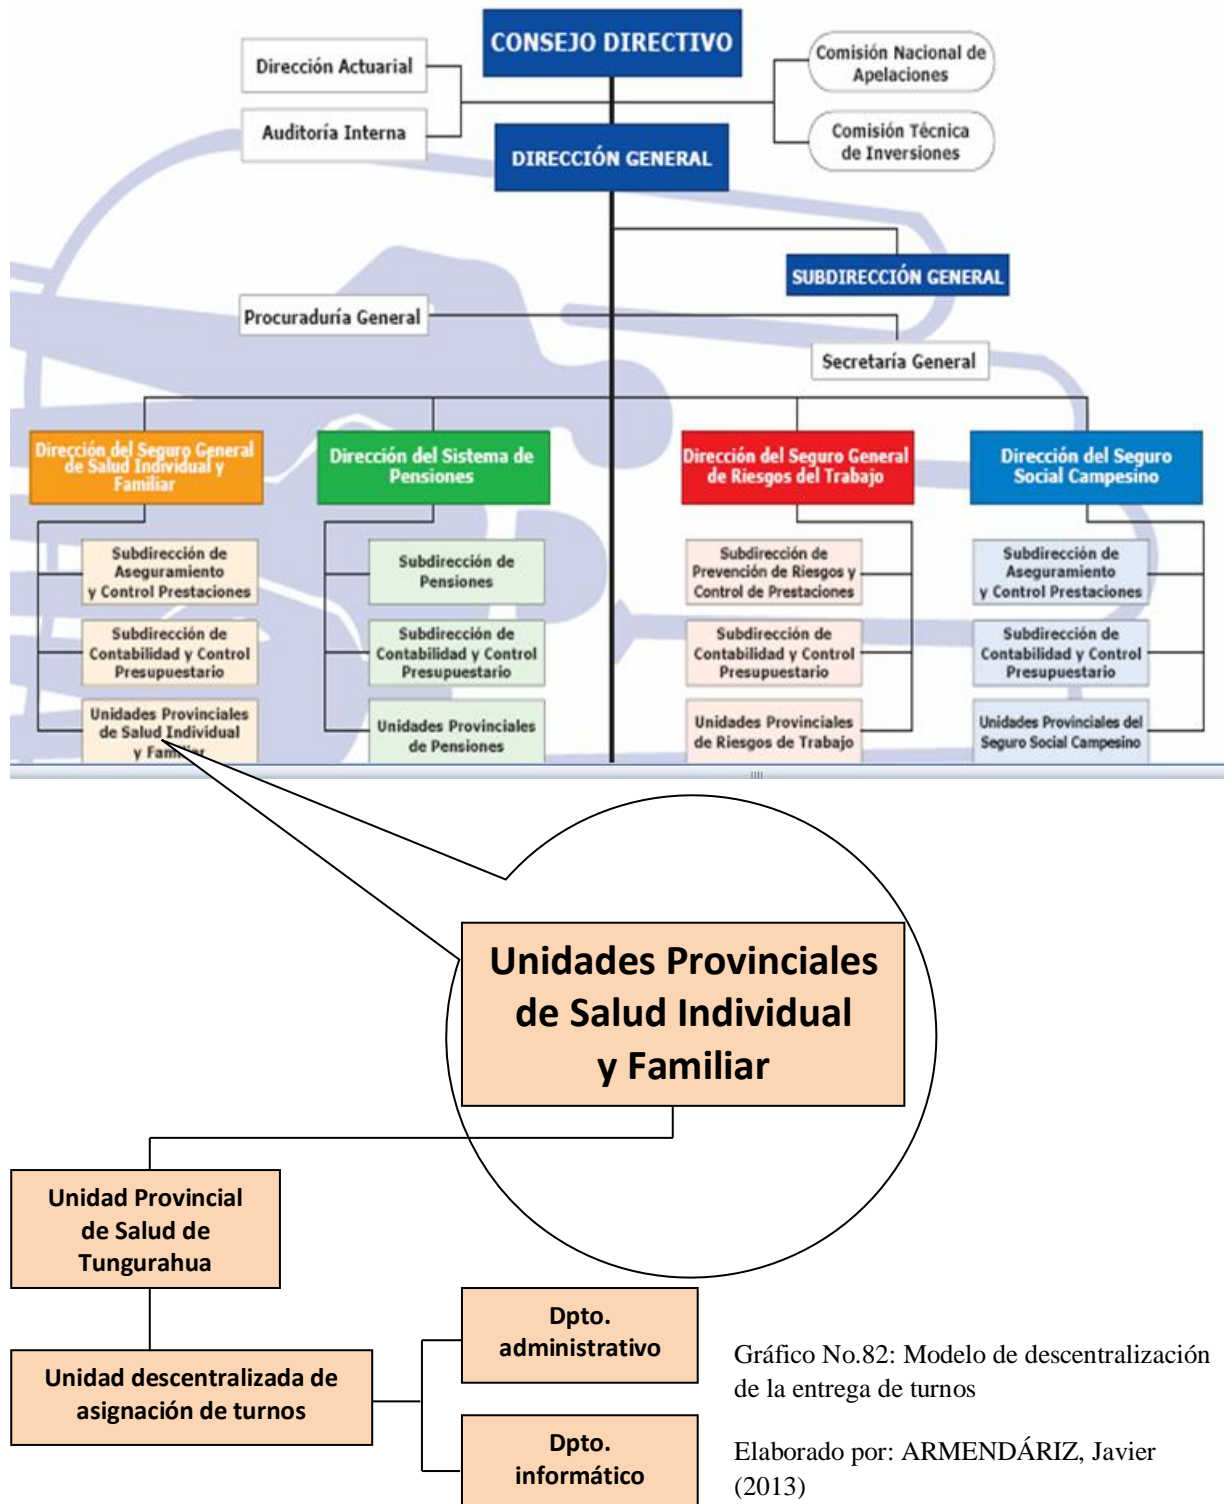 CONSEJO DIRECTIVO
Dirección Actuarial
Comisión Nacional de
Apelaciones
Auditoría Interna
Comisión Técnica
de Inversiones
DIRECCIÓN GENERAL
SUBDIRECCIÓN GENERAL
Procuraduría General
Secretaría General
Dirección del Seguro General
de Salud Individual y
Familiar
Dirección del Sistema de
Pensiones
Dirección del Seguro General
de Riesgos del Trabajo
Dirección del Seguro
Social Campesino
Subdirección de
Aseguramiento
y Control Prestaciones
Subdirección de
Pensiones
Subdirección de
Prevención de Riesgos y
Control de Prestaciones
Subdirección de
Aseguramiento
y Control Prestaciones
Subdirección de
Contabilidad y Control
Presupuestario
Subdirección de
Contabilidad y Control
Presupuestario
Subdirección de
Contabilidad y Control
Presupuestario
Subdirección de
Contabilidad y Control
Presupuestario
Unidades Provinciales
de Salud Individual
y Familiar
Unidades Provinciales
de Pensiones
Unidades Provinciales
de Riesgos de Trabajo
Unidades Provinciales del
Seguro Social Campesino
Unidades Provinciales
de Salud Individual
y Familiar
Unidad Provincial
de Salud de
Tungurahua
Unidad descentralizada de
asignación de turnos
Dpto.
administrativo
Dpto.
informático
Gráfico No.82: Modelo de descentralización
de la entrega de turnos
Elaborado por: ARMENDÁRIZ, Javier
(2013)